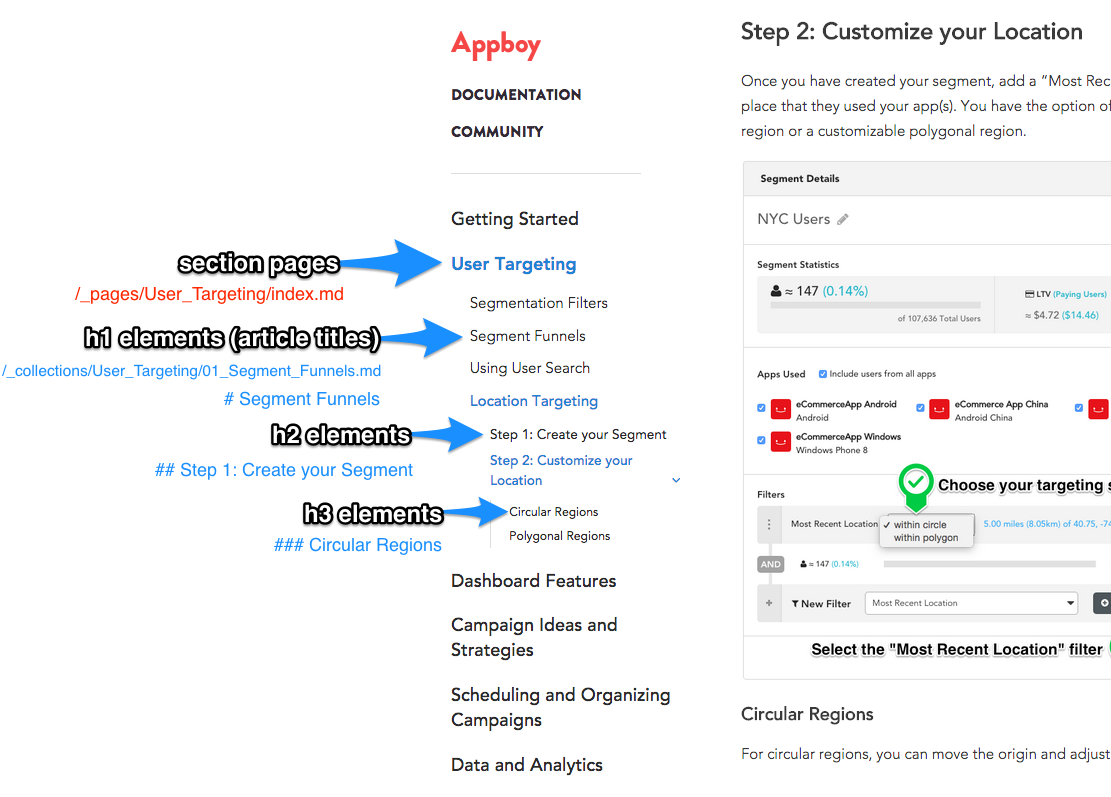 Appboy
DOCUMENTATION
COMMUNITY
Getting Started
section pages
User Targeting
/_pages/User_Targeting/index.md
Segmentation Filters
h1 elements (article titles)
Segment Funnels
/_collections/User_Targeting/01_Segment_Funnels.md
Using User Search
# Segment Funnels
Location Targeting
h2 elements
Step 1: Create your Segment
## Step 1: Create your Segment
Step 2: Customize your
Location
h3 elements
Circular Regions
### Circular Regions
Polygonal Regions
Dashboard Features
Campaign Ideas and
Strategies
Scheduling and Organizing
Campaigns
Data and Analytics
Step 2: Customize your Location
Once you have created your segment, add a “Most Rec
place that they used your app(s). You have the option of
region or a customizable polygonal region.
Segment Details
NYC Users
Segment Statistics
≈ 147 (0.14%)
of 107,636 Total Users
LTV (Paying Users)
≈ $4.72 ($14.46)
Apps Used
Include users from all apps
eCommerceApp Android
Android
eCommerce App China
Android China
eCommerceApp Windows
Windows Phone 8
Choose your targeting s
Filters
Most Recent Location
✓ within circle
within polygon
5.00 miles (8.05km) of 40.75, -74
AND
≈ 147 (0.14%)
+
New Filter
Most Recent Location
Select the "Most Recent Location" filter
Circular Regions
For circular regions, you can move the origin and adjust